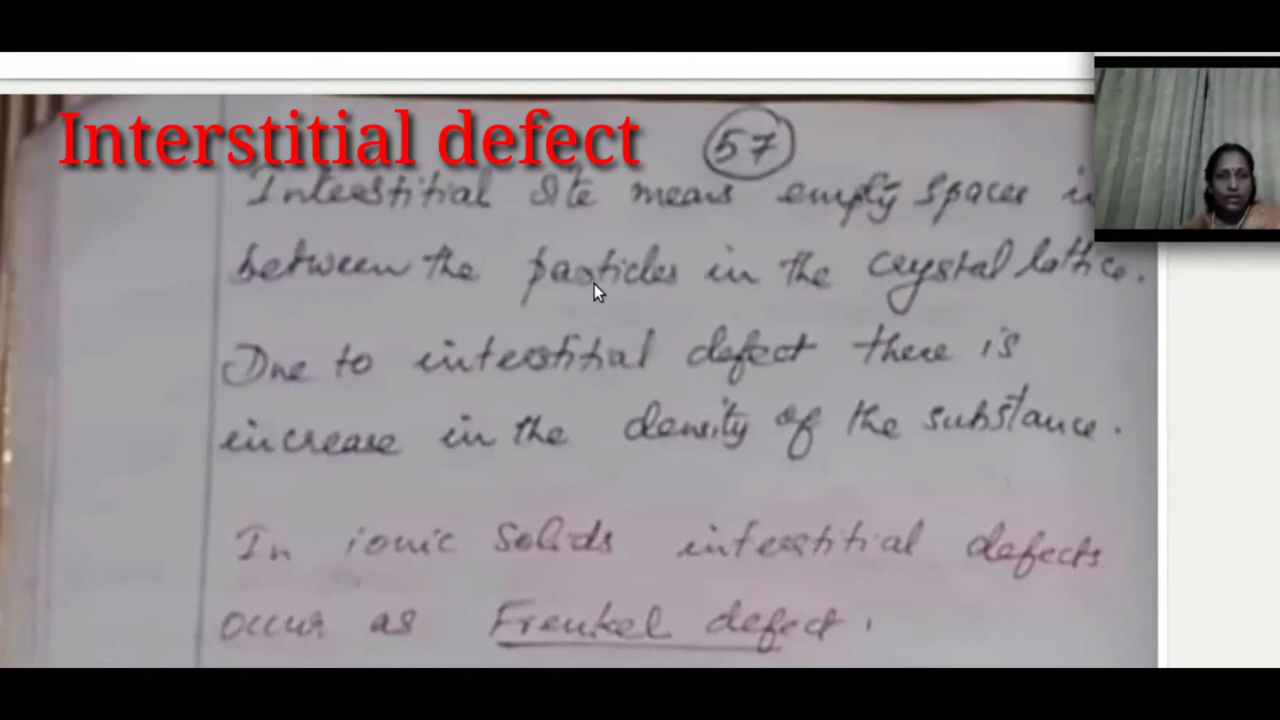 Interstitial defect
57
Interstitial site means empty spaces in
between the particles in the crystal lattice.
Due to interstitial defect there is
increase in the density of the substance.
In ionic solids interstitial defects
occur as Frenkel defect.